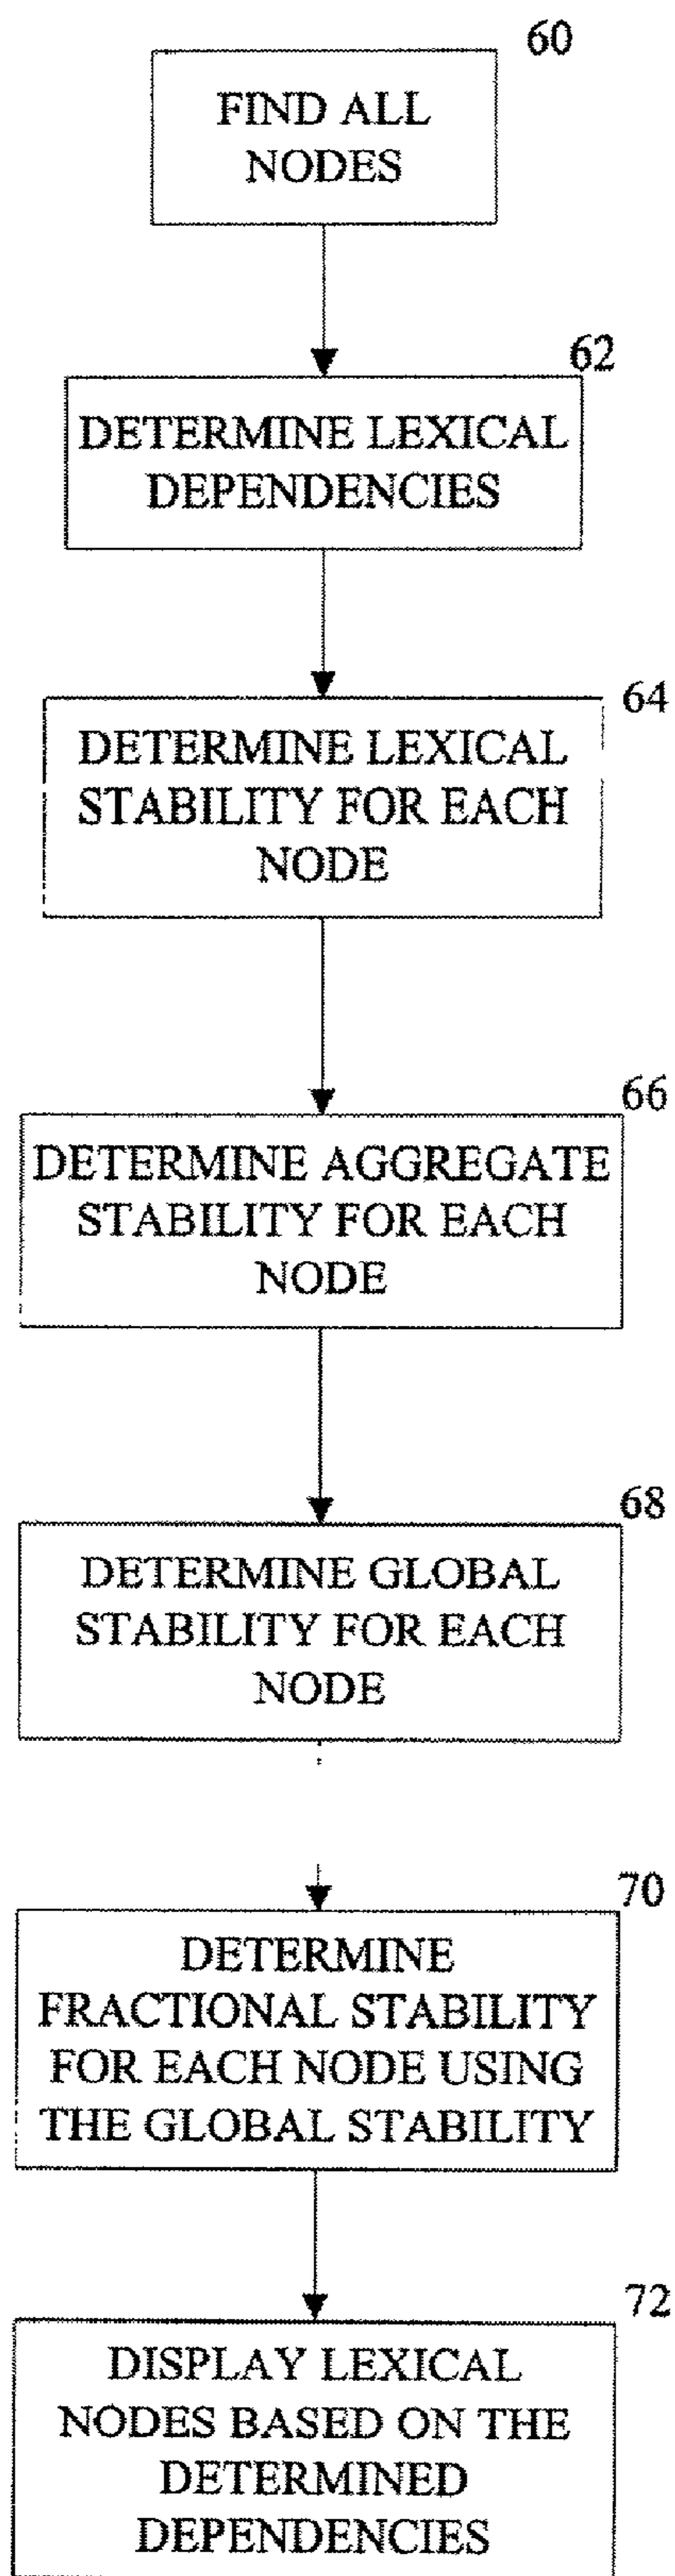 60
FIND ALL
NODES
62
DETERMINE LEXICAL
DEPENDENCIES
64
DETERMINE LEXICAL
STABILITY FOR EACH
NODE
66
DETERMINE AGGREGATE
STABILITY FOR EACH
NODE
68
DETERMINE GLOBAL
STABILITY FOR EACH
NODE
70
DETERMINE
FRACTIONAL STABILITY
FOR EACH NODE USING
THE GLOBAL STABILITY
72
DISPLAY LEXICAL
NODES BASED ON THE
DETERMINED
DEPENDENCIES